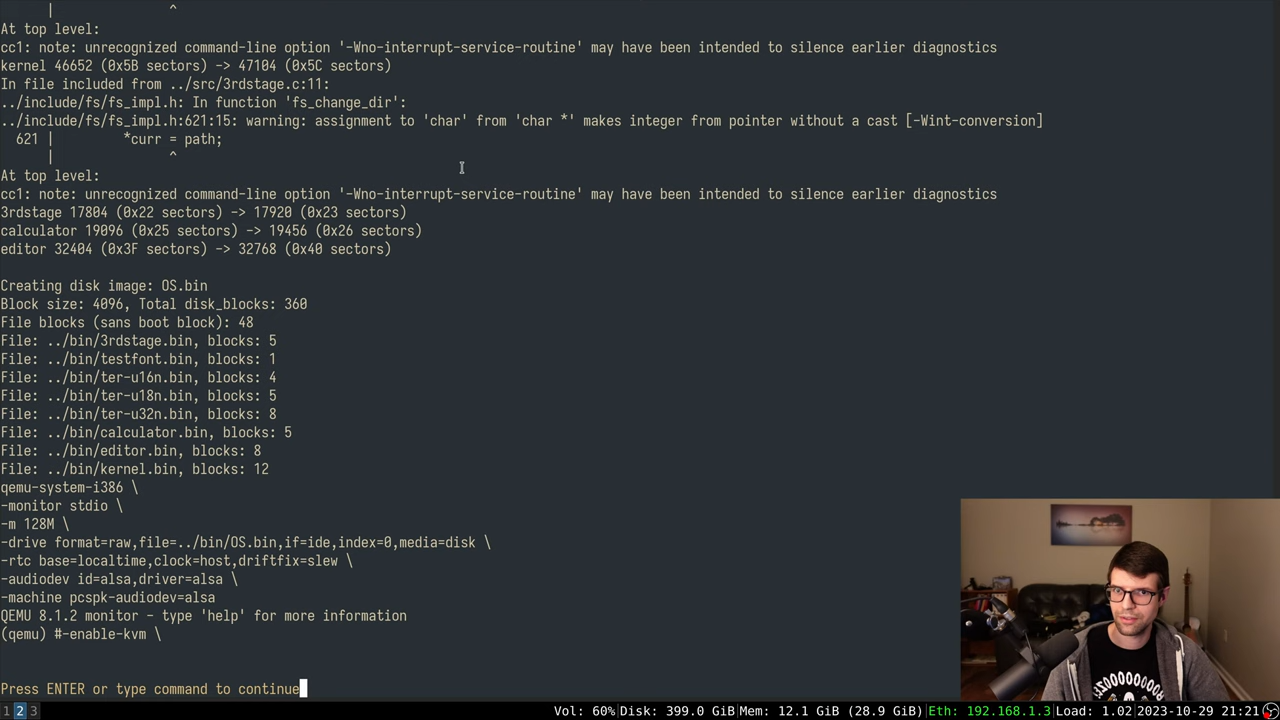 |              ^
At top level:
cc1: note: unrecognized command-line option '-Wno-interrupt-service-routine' may have been intended to silence earlier diagnostics
kernel 46652 (0x5B sectors) -> 47104 (0x5C sectors)
In file included from ../src/3rdstage.c:11:
../include/fs/fs_impl.h: In function 'fs_change_dir':
../include/fs/fs_impl.h:621:15: warning: assignment to 'char' from 'char *' makes integer from pointer without a cast [-Wint-conversion]
  621 |         *curr = path;
      |              ^
At top level:
cc1: note: unrecognized command-line option '-Wno-interrupt-service-routine' may have been intended to silence earlier diagnostics
3rdstage 17804 (0x22 sectors) -> 17920 (0x23 sectors)
calculator 19096 (0x25 sectors) -> 19456 (0x26 sectors)
editor 32404 (0x3F sectors) -> 32768 (0x40 sectors)
Creating disk image: OS.bin
Block size: 4096, Total disk_blocks: 360
File blocks (sans boot block): 48
File: ../bin/3rdstage.bin, blocks: 5
File: ../bin/testfont.bin, blocks: 1
File: ../bin/ter-u16n.bin, blocks: 4
File: ../bin/ter-u18n.bin, blocks: 5
File: ../bin/ter-u32n.bin, blocks: 8
File: ../bin/calculator.bin, blocks: 5
File: ../bin/editor.bin, blocks: 8
File: ../bin/kernel.bin, blocks: 12
qemu-system-i386 \
-monitor stdio \
-m 128M \
-drive format=raw,file=../bin/OS.bin,if=ide,index=0,media=disk \
-rtc base=localtime,clock=host,driftfix=slew \
-audiodev id=alsa,driver=alsa \
-machine pcspk-audiodev=alsa
QEMU 8.1.2 monitor - type 'help' for more information
(qemu) #-enable-kvm \
Press ENTER or type command to continue
1 2 3 Vol: 60%|Disk: 399.0 GiB|Mem: 12.1 GiB (28.9 GiB)|Eth: 192.168.1.3|Load: 1.02|2023-10-29 21:21